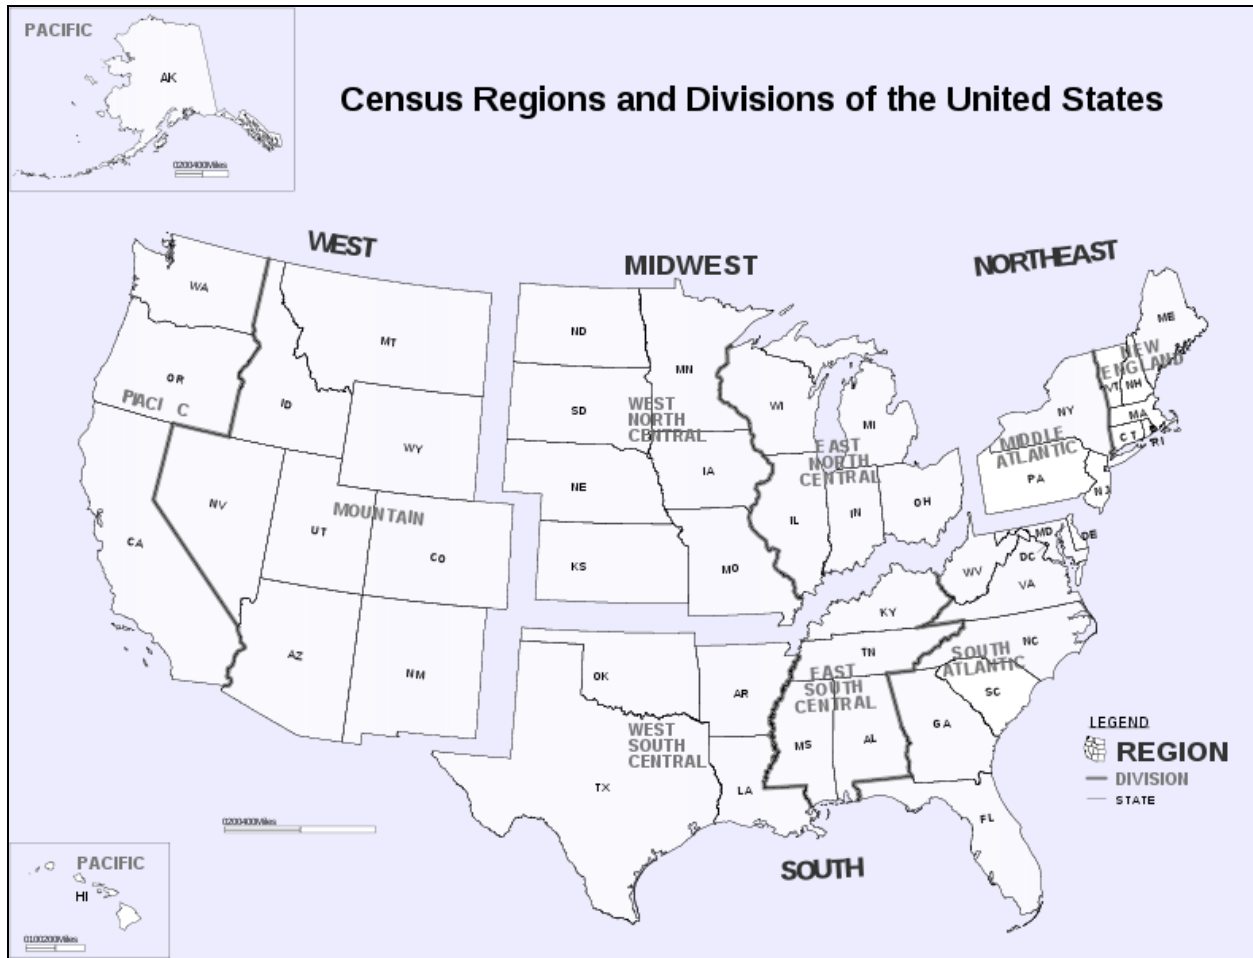 PACIFIC
AK
0200400Miles
Census Regions and Divisions of the United States
WEST
MIDWEST
NORTHEAST
WA
MT
OR
ID
WY
PIACI C
NV
UT
CO
MOUNTAIN
CA
AZ
NM
ND
MN
SD
WEST
NORTH
CENTRAL
NE
IA
KS
MO
WI
MI
EAST
NORTH
CENTRAL
IL
IN
OH
ME
NEW
ENGLAND
VT
NH
NY
MA
CT
RI
MIDDLE
ATLANTIC
PA
NJ
MD
DE
DC
WV
VA
KY
NC
TN
SOUTH
ATLANTIC
SC
EAST
SOUTH
CENTRAL
OK
AR
WEST
SOUTH
CENTRAL
MS
AL
GA
TX
LA
FL
SOUTH
LEGEND
REGION
DIVISION
STATE
0200400Miles
PACIFIC
HI
0100200Miles